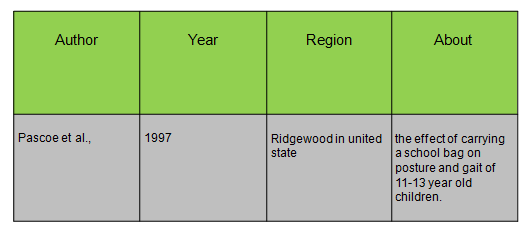 Author Year Region About
Pascoe et al., 1997 Ridgewood in united the effect of carrying
state a school bag on
posture and gait of
11-13 year old
children.